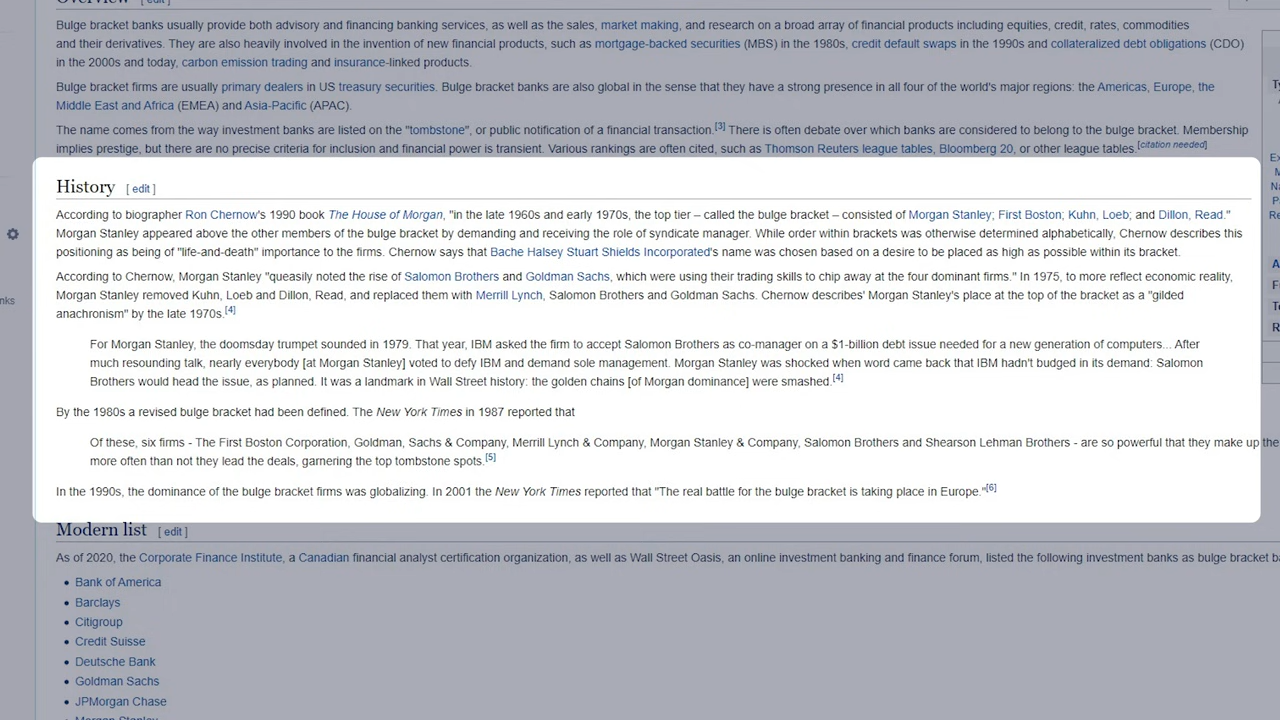 Overview [ edit ]
Bulge bracket banks usually provide both advisory and financing banking services, as well as the sales, market making, and research on a broad array of financial products including equities, credit, rates, commodities
and their derivatives. They are also heavily involved in the invention of new financial products, such as mortgage-backed securities (MBS) in the 1980s, credit default swaps in the 1990s and collateralized debt obligations (CDO)
in the 2000s and today, carbon emission trading and insurance-linked products.
Bulge bracket firms are usually primary dealers in US treasury securities. Bulge bracket banks are also global in the sense that they have a strong presence in all four of the world's major regions: the Americas, Europe, the
Middle East and Africa (EMEA) and Asia-Pacific (APAC).
The name comes from the way investment banks are listed on the "tombstone", or public notification of a financial transaction.[3] There is often debate over which banks are considered to belong to the bulge bracket. Membership
implies prestige, but there are no precise criteria for inclusion and financial power is transient. Various rankings are often cited, such as Thomson Reuters league tables, Bloomberg 20, or other league tables.[citation needed]
History [ edit ]
According to biographer Ron Chernow's 1990 book The House of Morgan, "in the late 1960s and early 1970s, the top tier – called the bulge bracket – consisted of Morgan Stanley; First Boston; Kuhn, Loeb; and Dillon, Read."
Morgan Stanley appeared above the other members of the bulge bracket by demanding and receiving the role of syndicate manager. While order within brackets was otherwise determined alphabetically, Chernow describes this
positioning as being of "life-and-death" importance to the firms. Chernow says that Bache Halsey Stuart Shields Incorporated's name was chosen based on a desire to be placed as high as possible within its bracket.
According to Chernow, Morgan Stanley "queasily noted the rise of Salomon Brothers and Goldman Sachs, which were using their trading skills to chip away at the four dominant firms." In 1975, to more reflect economic reality,
Morgan Stanley removed Kuhn, Loeb and Dillon, Read, and replaced them with Merrill Lynch, Salomon Brothers and Goldman Sachs. Chernow describes' Morgan Stanley's place at the top of the bracket as a "gilded
anachronism" by the late 1970s.[4]
For Morgan Stanley, the doomsday trumpet sounded in 1979. That year, IBM asked the firm to accept Salomon Brothers as co-manager on a $1-billion debt issue needed for a new generation of computers... After
much resounding talk, nearly everybody [at Morgan Stanley] voted to defy IBM and demand sole management. Morgan Stanley was shocked when word came back that IBM hadn't budged in its demand: Salomon
Brothers would head the issue, as planned. It was a landmark in Wall Street history: the golden chains [of Morgan dominance] were smashed.[4]
By the 1980s a revised bulge bracket had been defined. The New York Times in 1987 reported that
Of these, six firms - The First Boston Corporation, Goldman, Sachs & Company, Merrill Lynch & Company, Morgan Stanley & Company, Salomon Brothers and Shearson Lehman Brothers - are so powerful that they make up the
more often than not they lead the deals, garnering the top tombstone spots.[5]
In the 1990s, the dominance of the bulge bracket firms was globalizing. In 2001 the New York Times reported that "The real battle for the bulge bracket is taking place in Europe."[6]
Modern list [ edit ]
As of 2020, the Corporate Finance Institute, a Canadian financial analyst certification organization, as well as Wall Street Oasis, an online investment banking and finance forum, listed the following investment banks as bulge bracket b
• Bank of America
• Barclays
• Citigroup
• Credit Suisse
• Deutsche Bank
• Goldman Sachs
• JPMorgan Chase
• Morgan Stanley